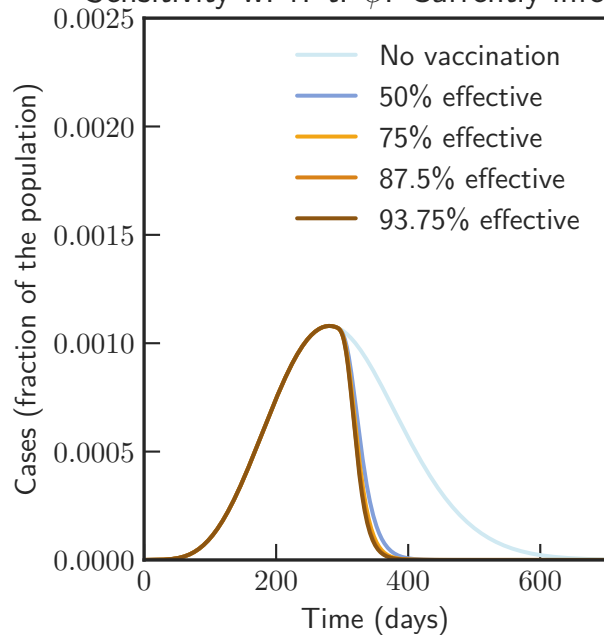 0.0025
No vaccination
50% effective
0.0020
75% effective
87.5% effective
93.75% effective
0.0015
0.0010
0.0005
0.0000
0
200
400
600
Cases (fraction of the population)
Time (days)